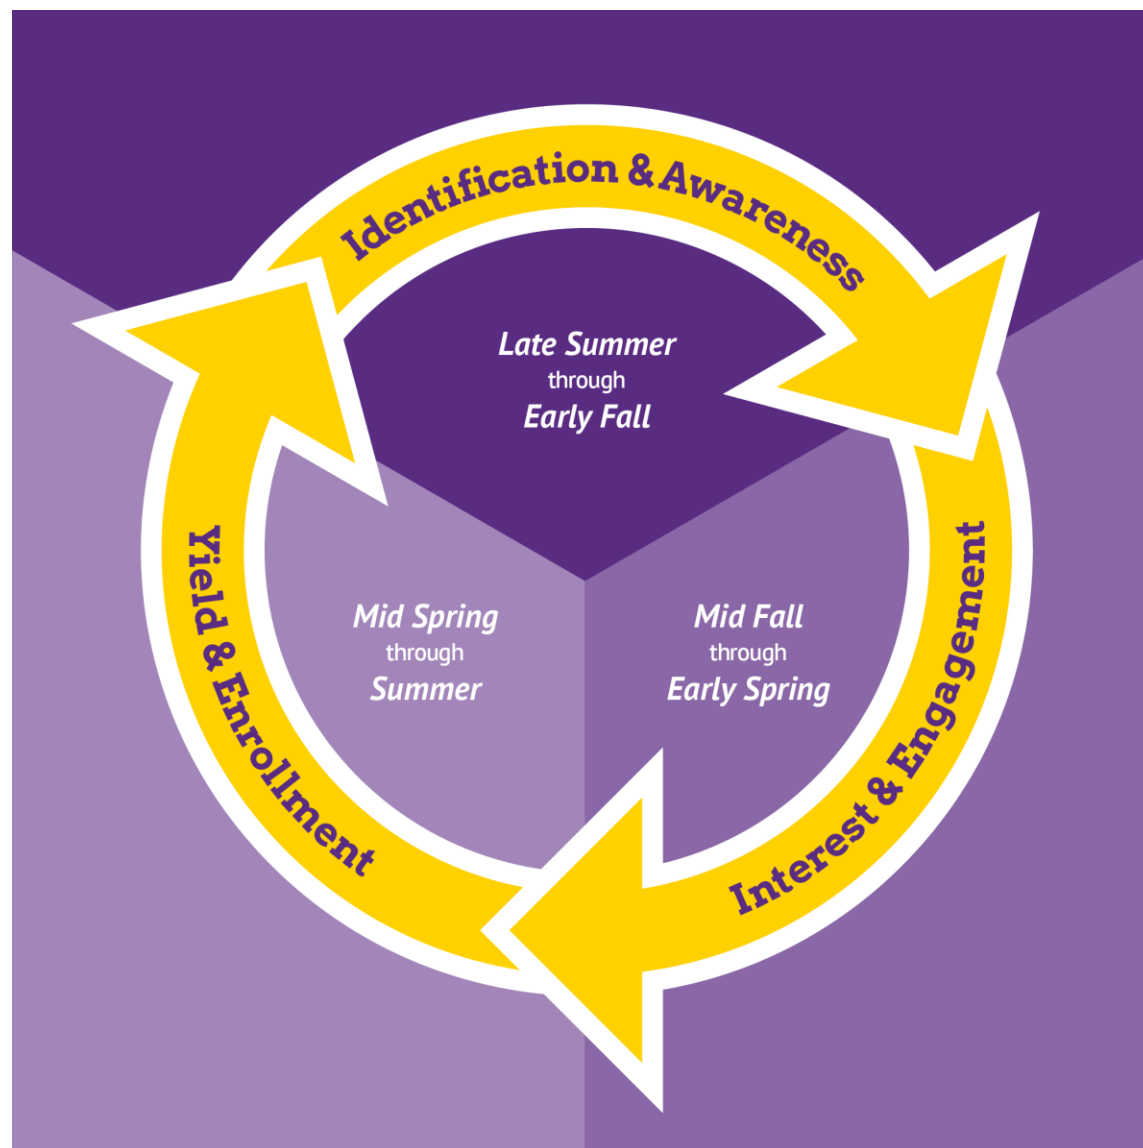 Identification & Awareness
Late Summer
through
Early Fall
Interest & Engagement
Mid Fall
through
Early Spring
Yield & Enrollment
Mid Spring
through
Summer